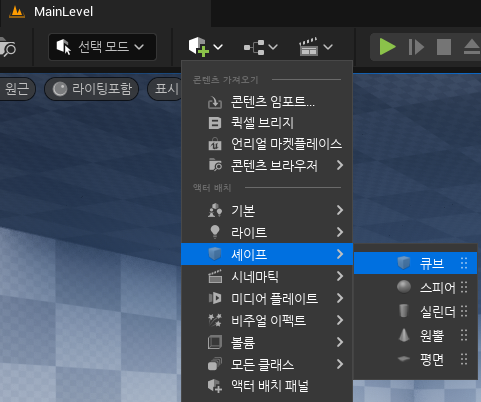 MainLevel
선택 모드
원근
라이팅포함
표시
콘텐츠 가져오기
콘텐츠 임포트...
퀵셀 브리지
언리얼 마켓플레이스
콘텐츠 브라우저
액터 배치
기본
라이트
셰이프
시네마틱
미디어 플레이트
비주얼 이펙트
볼륨
모든 클래스
액터 배치 패널
큐브
스피어
실린더
원뿔
평면